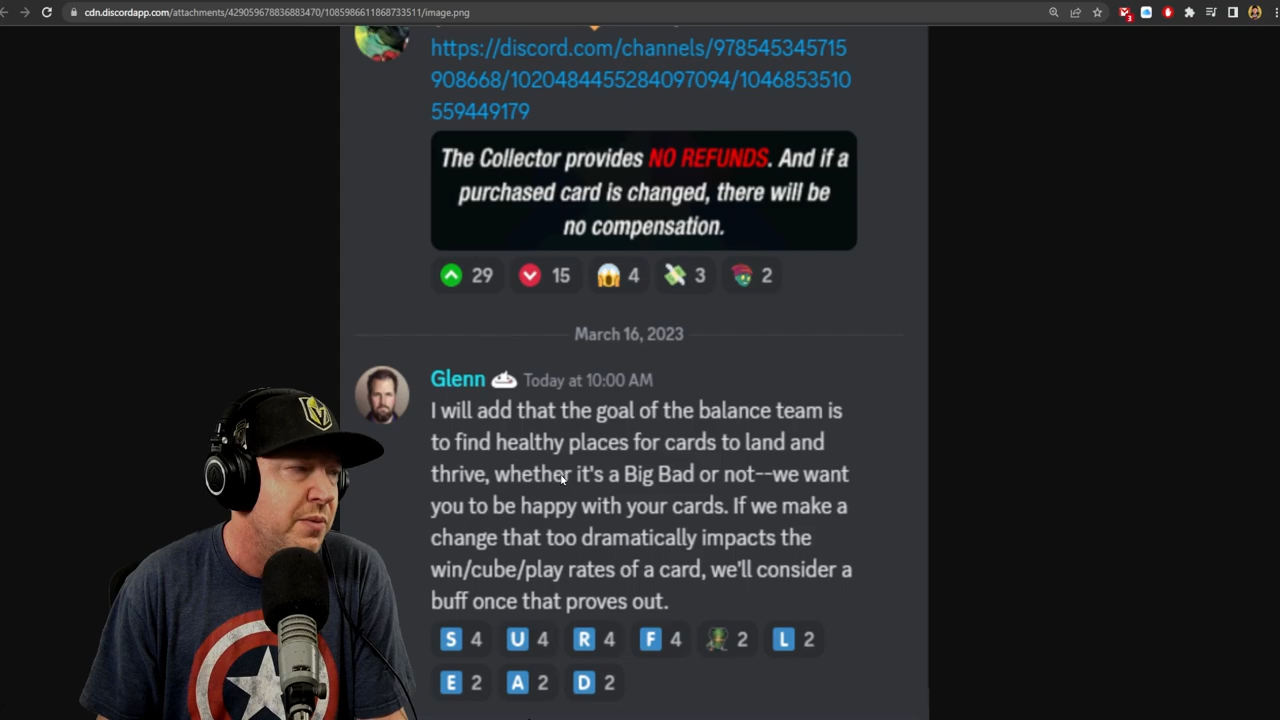 cdn.discordapp.com/attachments/429059678836883470/1085986611868733511/image.png
3
https://discord.com/channels/978545345715
908668/1020484455284097094/1046853510
559449179
The Collector provides NO REFUNDS. And if a
purchased card is changed, there will be
no compensation.
29 15 4 3 2
March 16, 2023
Glenn Today at 10:00 AM
I will add that the goal of the balance team is
to find healthy places for cards to land and
thrive, whether it's a Big Bad or not--we want
you to be happy with your cards. If we make a
change that too dramatically impacts the
win/cube/play rates of a card, we'll consider a
buff once that proves out.
S 4 U 4 R 4 F 4 2 L 2
E 2 A 2 D 2